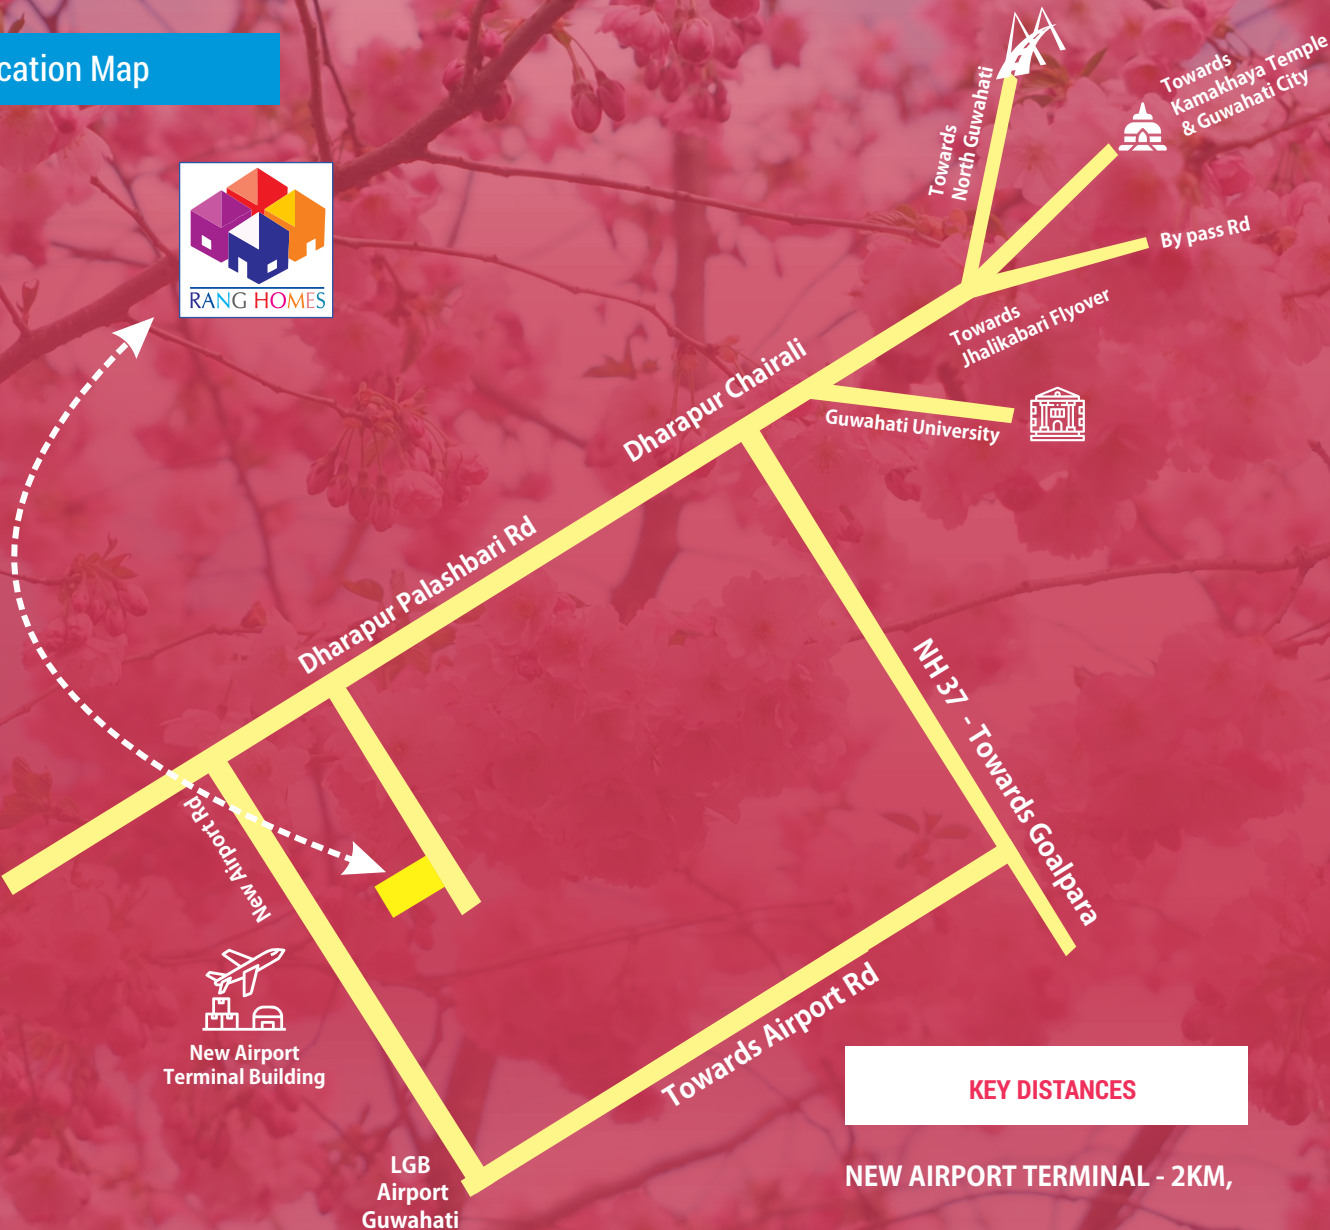 cation Map
RANG HOMES
Towards
North Guwahati
Towards
Kamakhaya Temple
& Guwahati City
By pass Rd
Towards
Jhalikabari Flyover
Dharapur Chairali
Guwahati University
Dharapur Palashbari Rd
NH 37 - Towards Goalpara
New Airport Rd
New Airport
Terminal Building
Towards Airport Rd
LGB
Airport
Guwahati
KEY DISTANCES
NEW AIRPORT TERMINAL - 2KM,